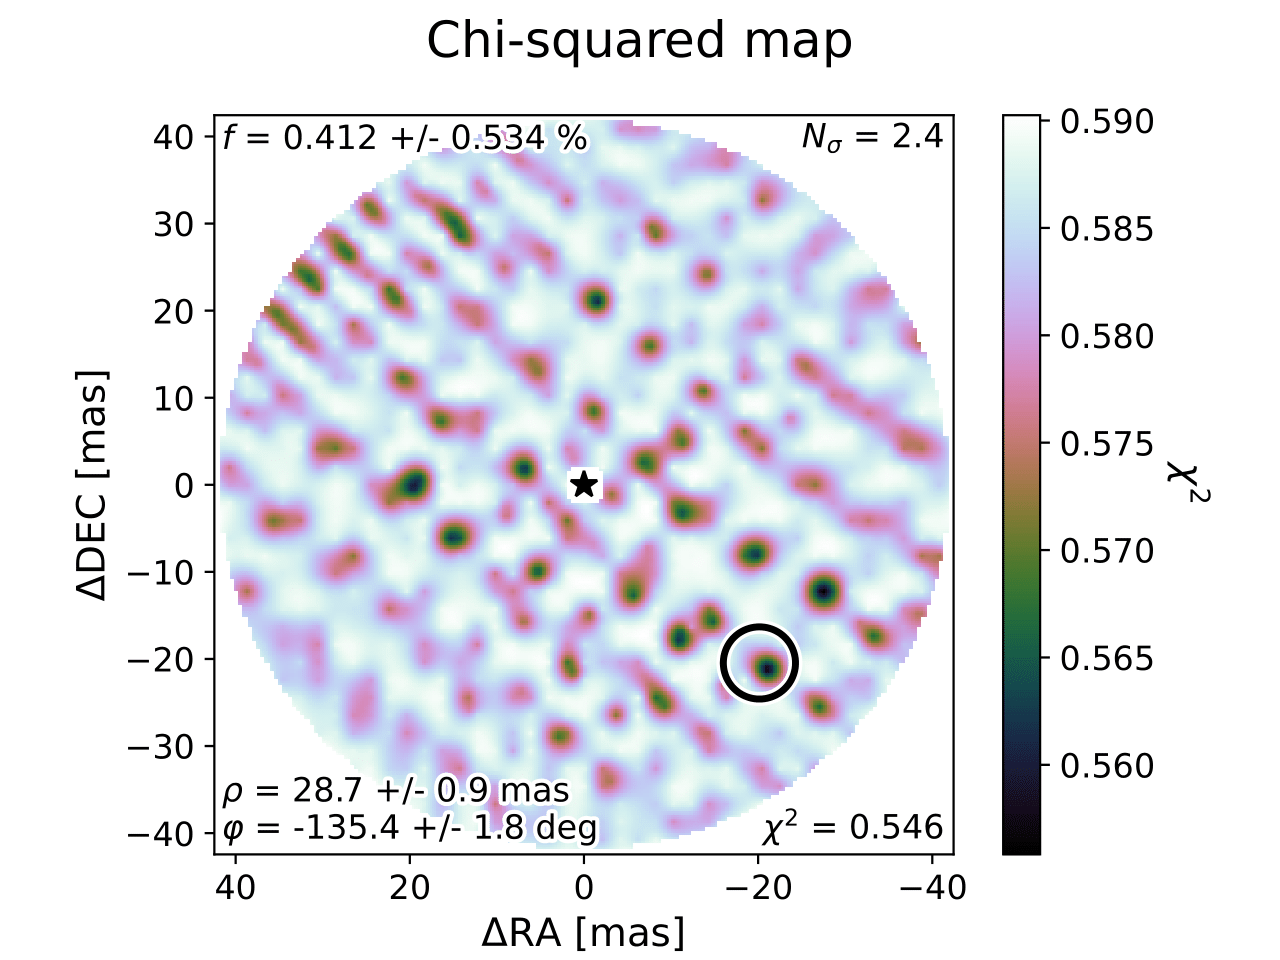 Chi-squared map
f = 0.412 +/- 0.534 %
N_σ = 2.4
40
30
20
10
0
−10
−20
−30
−40
ΔDEC [mas]
ρ = 28.7 +/- 0.9 mas
φ = -135.4 +/- 1.8 deg
χ² = 0.546
40
20
0
−20
−40
ΔRA [mas]
0.590
0.585
0.580
0.575
0.570
0.565
0.560
χ²